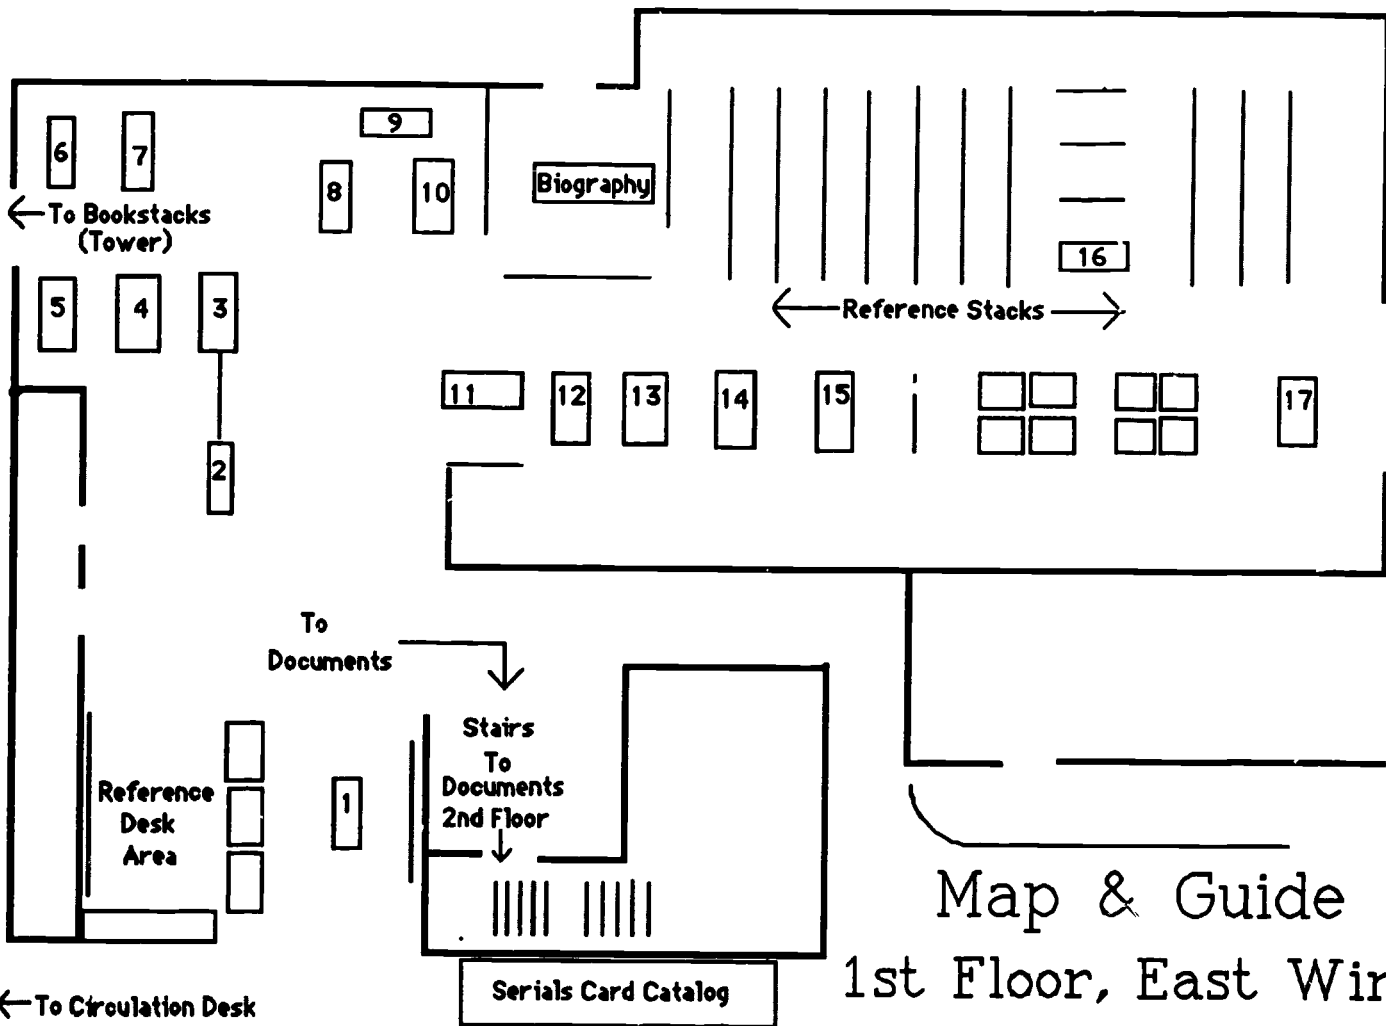 9
6
7
8
10
Biography
To Bookstacks
(Tower)
16
5
4
3
Reference Stacks
11
12
13
14
15
17
2
To
Documents
Stairs
To
Documents
2nd Floor
Reference
Desk
Area
1
Map & Guide
1st Floor, East Win
Serials Card Catalog
To Circulation Desk